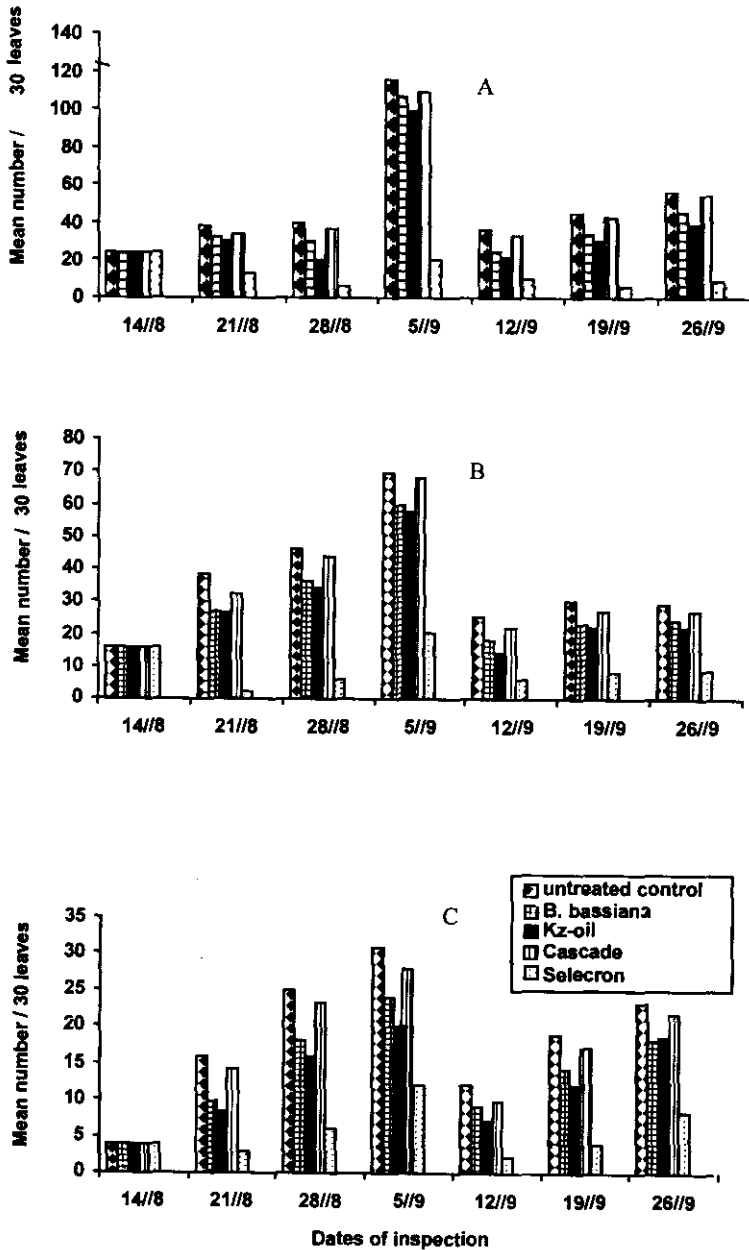 A
Mean number / 30 leaves
140
120
100
80
60
40
20
0
14//8 21//8 28//8 5//9 12//9 19//9 26//9
B
Mean number / 30 leaves
80
70
60
50
40
30
20
10
0
14//8 21//8 28//8 5//9 12//9 19//9 26//9
C
untreated control
B. bassiana
Kz-oil
Cascade
Selecron
Mean number / 30 leaves
35
30
25
20
15
10
5
0
14//8 21//8 28//8 5//9 12//9 19//9 26//9
Dates of inspection